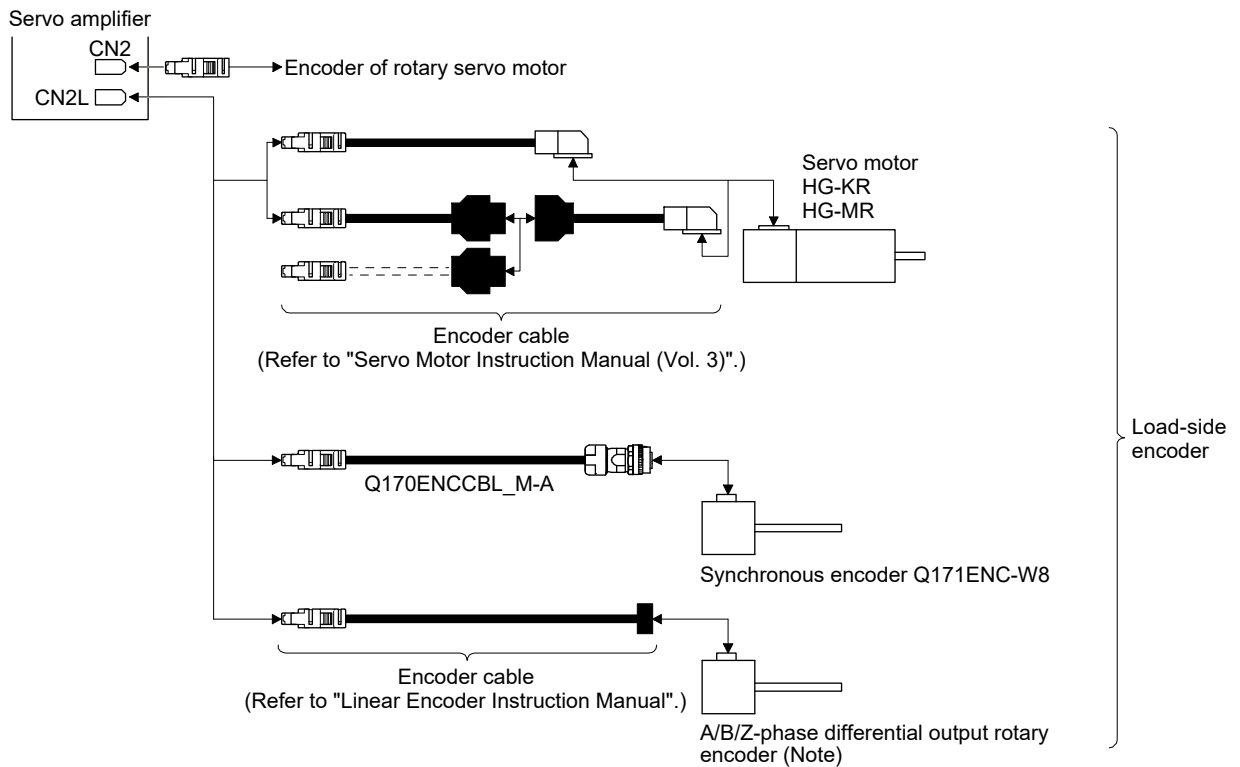 Servo amplifier
CN2
Encoder of rotary servo motor
CN2L
Servo motor
HG-KR
HG-MR
Encoder cable
(Refer to "Servo Motor Instruction Manual (Vol. 3)".)
Load-side
encoder
Q170ENCCBL_M-A
Synchronous encoder Q171ENC-W8
Encoder cable
(Refer to "Linear Encoder Instruction Manual".)
A/B/Z-phase differential output rotary
encoder (Note)